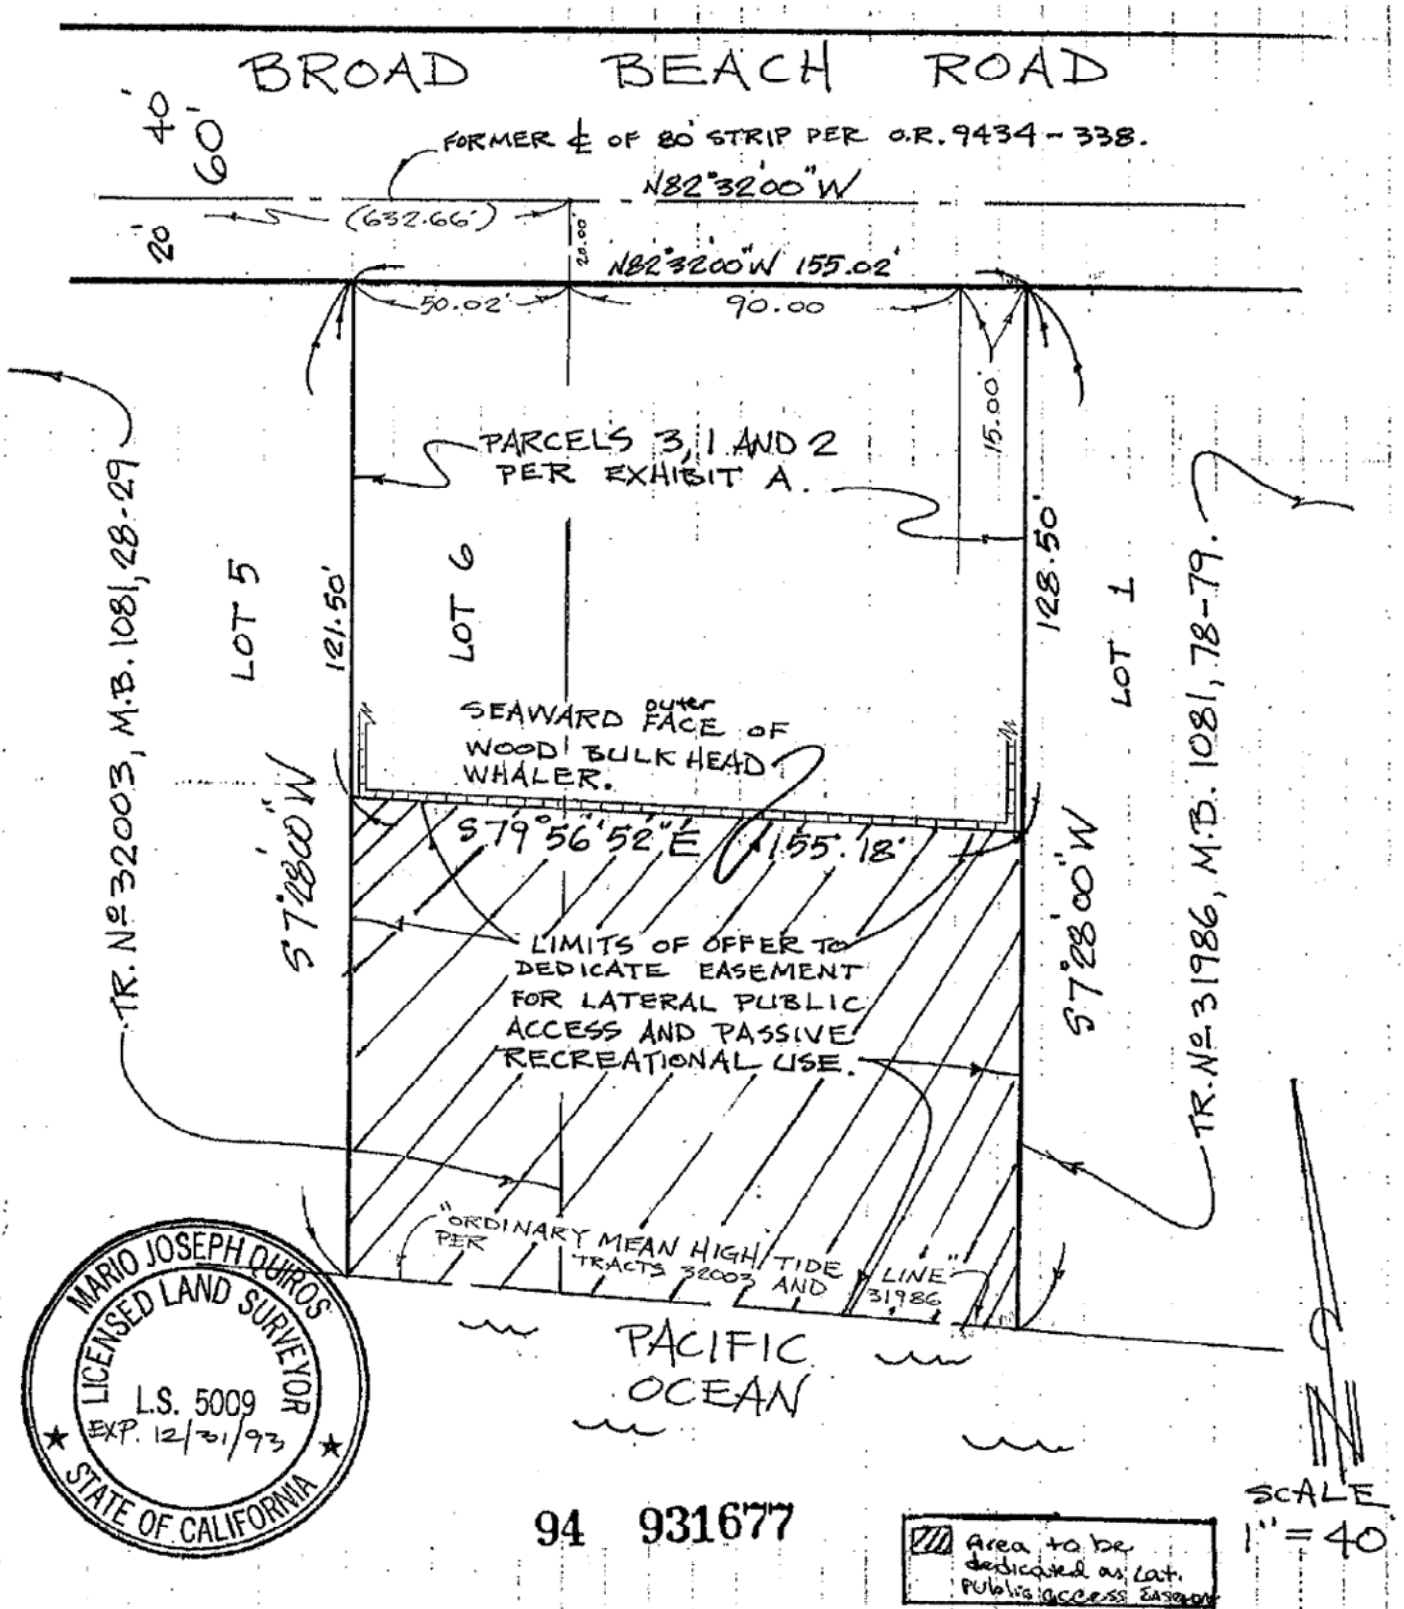 BROAD BEACH ROAD
40'
60'
FORMER ℄ OF 80' STRIP PER O.R. 9434-338.
N82°32'00"W
(632.66')
20'
20.00'
N82°32'00"W 155.02'
50.02'
90.00
15.00'
PARCELS 3, 1 AND 2
PER EXHIBIT A.
TR. Nº 32003, M.B. 1081, 28-29
LOT 5
121.50'
LOT 6
128.50'
LOT 1
TR. Nº 31986, M.B. 1081, 78-79.
SEAWARD outer FACE OF
WOOD BULKHEAD
WHALER.
S7°28'00"W
S79°56'52"E 155.18'
S7°28'00"W
LIMITS OF OFFER TO
DEDICATE EASEMENT
FOR LATERAL PUBLIC
ACCESS AND PASSIVE
RECREATIONAL USE.
"ORDINARY MEAN HIGH TIDE LINE"
PER TRACTS 32003 AND 31986
PACIFIC
OCEAN
MARIO JOSEPH QUIROS
LICENSED LAND SURVEYOR
L.S. 5009
EXP. 12/31/93
STATE OF CALIFORNIA
N
SCALE
1" = 40'
94 931677
Area to be
dedicated as Lat.
Public access Easement